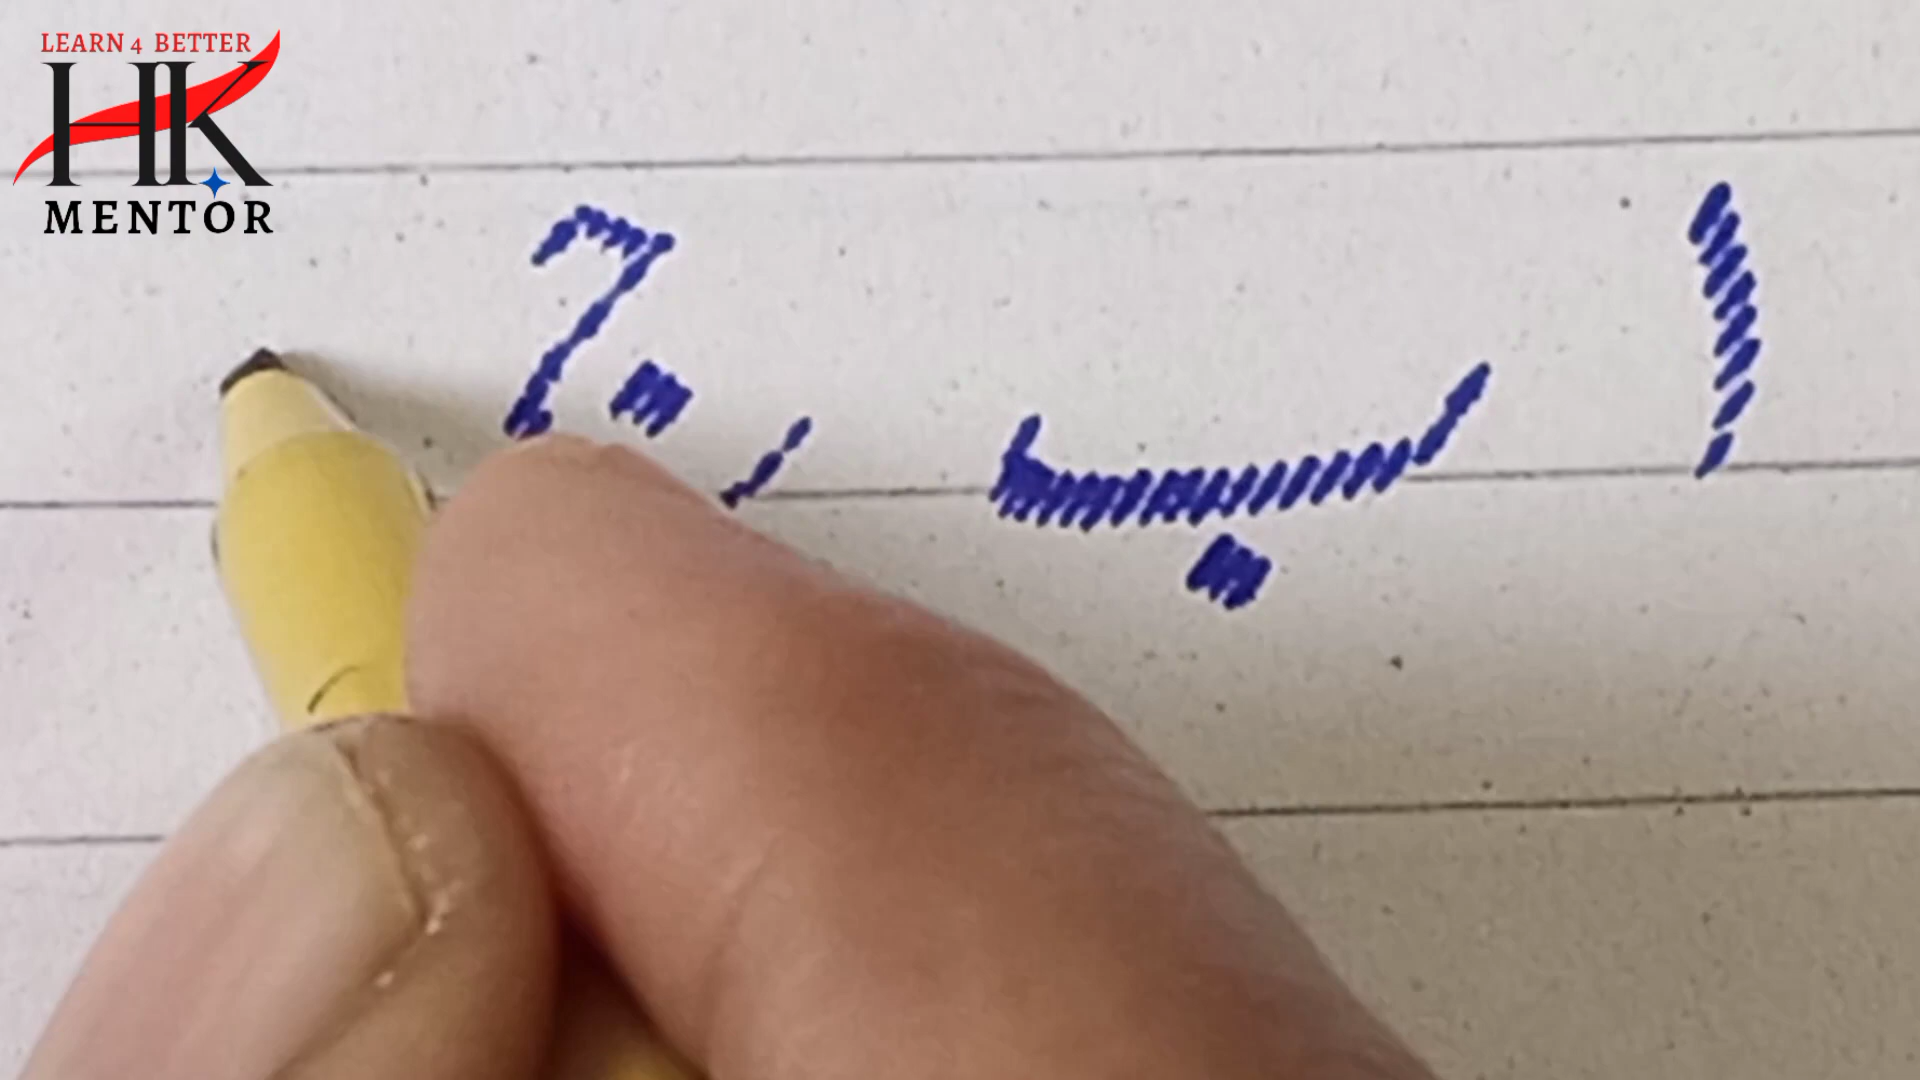 LEARN 4 BETTER
HK
MENTOR
ا ب ج